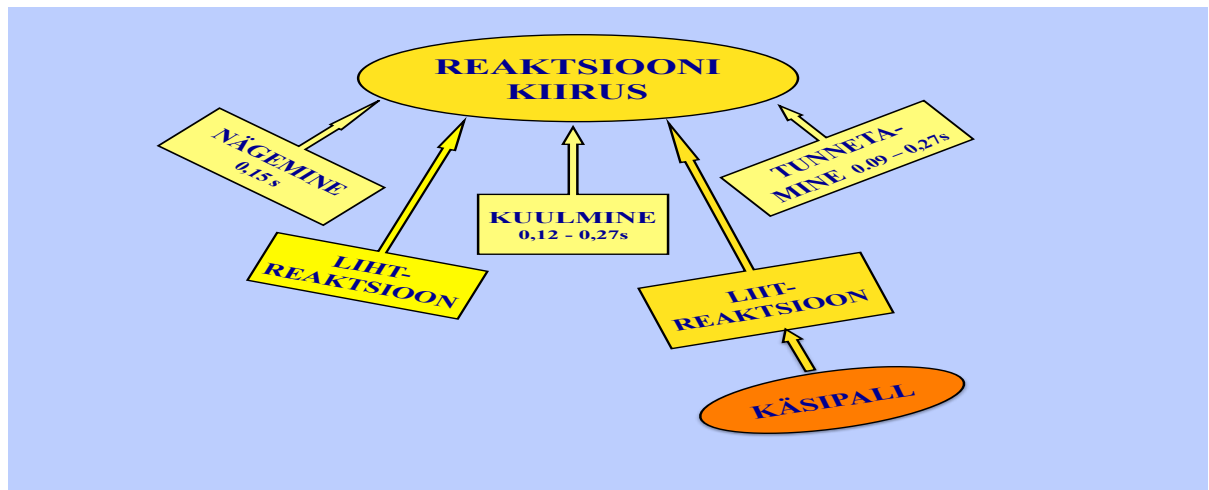 REAKTSIOONI
KIIRUS
NÄGEMINE
0,15 s
TUNNETA-
MINE 0.09 – 0,27s
KUULMINE
0,12 - 0,27s
LIHT-
REAKTSIOON
LIIT-
REAKTSIOON
KÄSIPALL